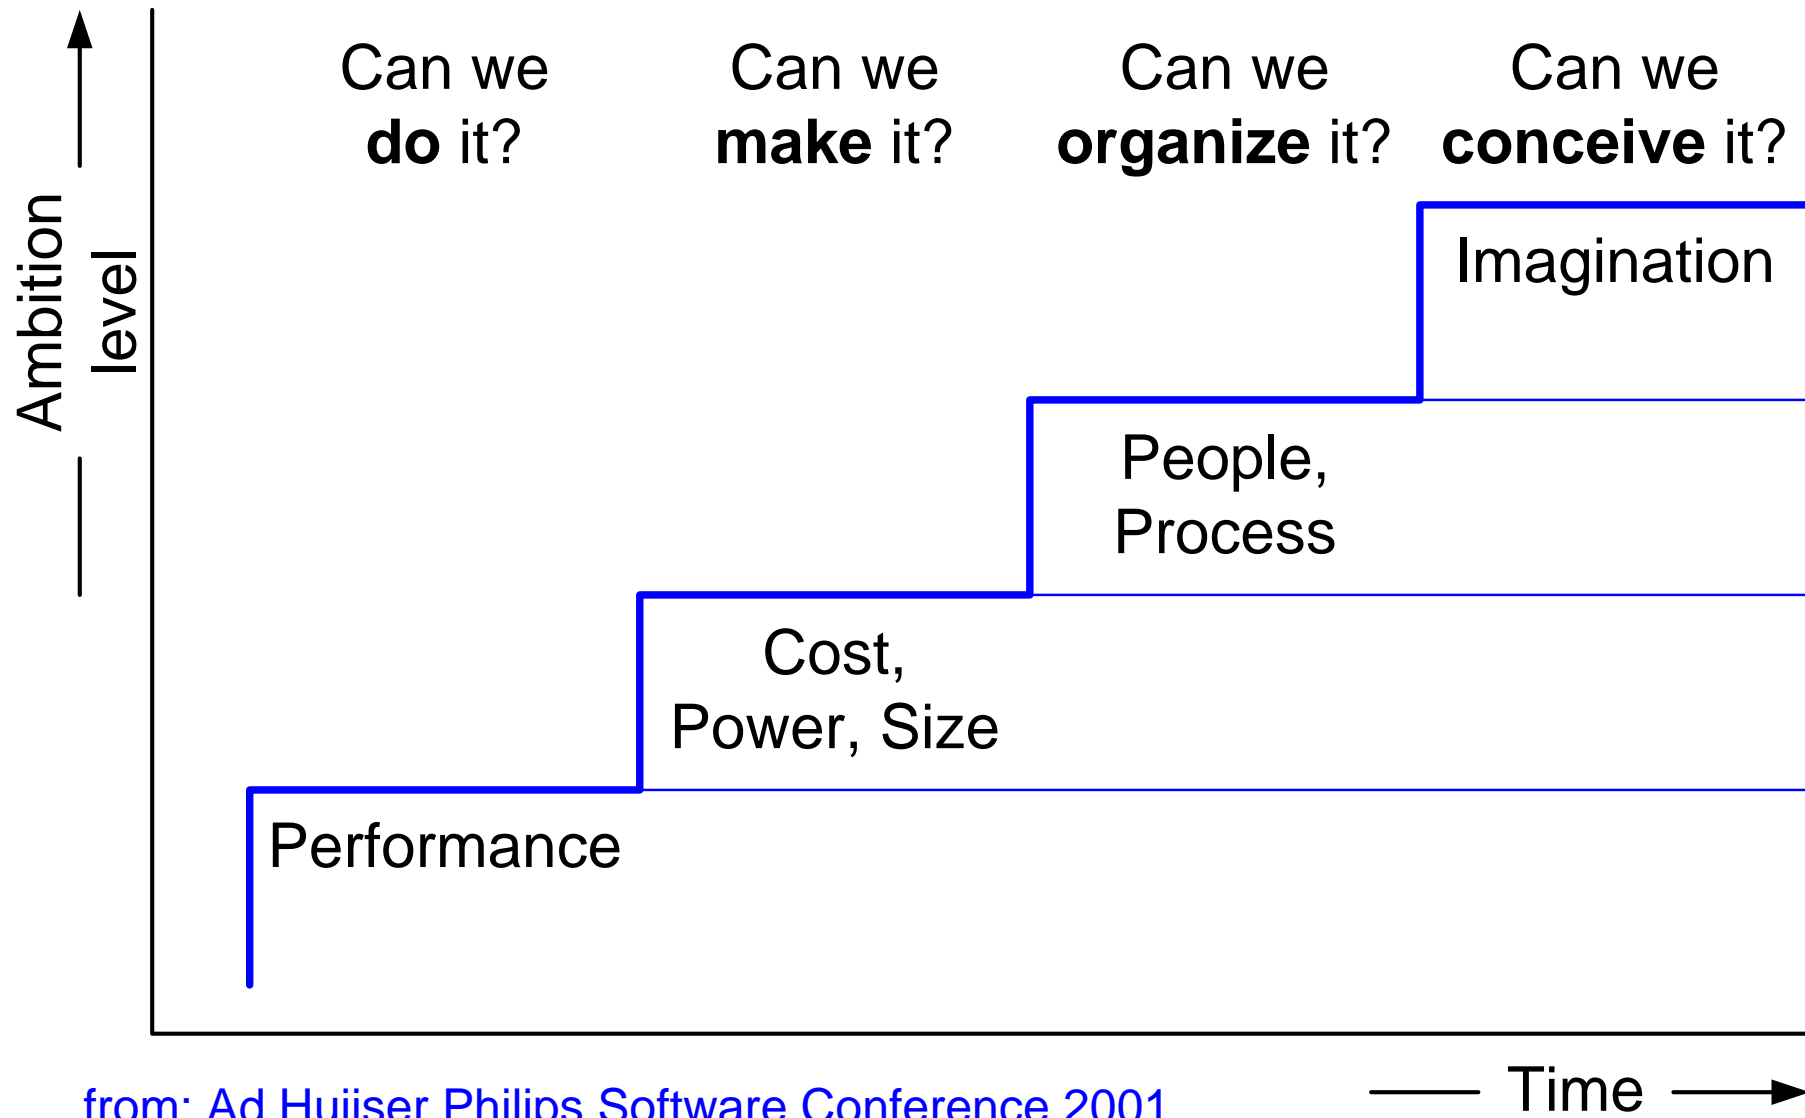 Can we
do it?
Can we
make it?
Can we
organize it?
Can we
conceive it?
Ambition
level
Imagination
People,
Process
Cost,
Power, Size
Performance
Time
from: Ad Huijser Philips Software Conference 2001